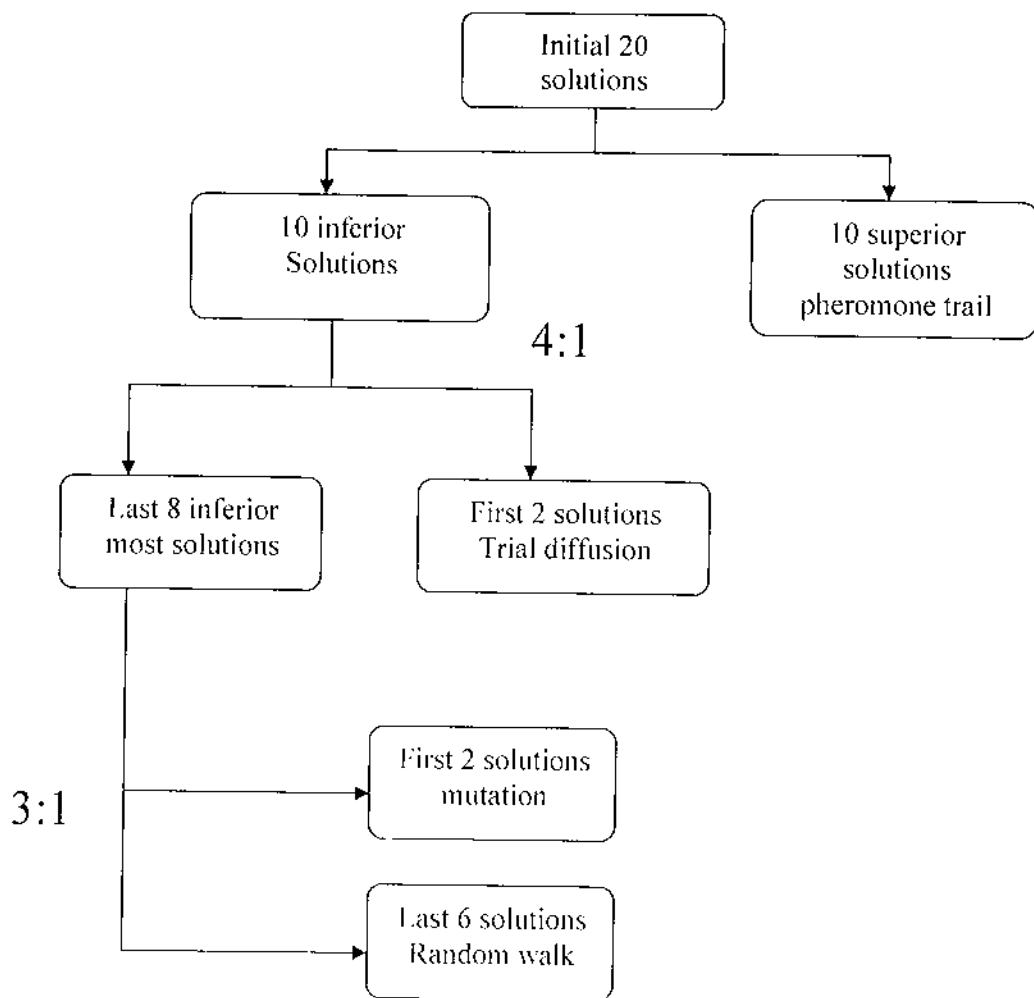 Initial 20
solutions
10 inferior
Solutions
10 superior
solutions
pheromone trail
4:1
Last 8 inferior
most solutions
First 2 solutions
Trial diffusion
First 2 solutions
mutation
3:1
Last 6 solutions
Random walk